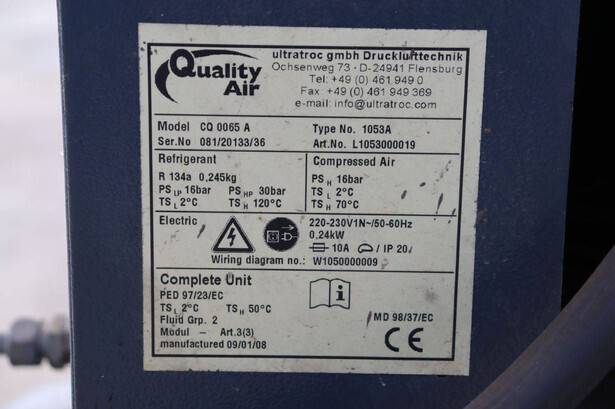 Quality Air
ultratroc gmbh Drucklufttechnik
Ochsenweg 73 · D-24941 Flensburg
Tel: +49 (0) 461 949 0
Fax +49 (0) 461 949 369
e-mail: info@ultratroc.com
Model CQ 0065 A Type No. 1053A
Ser.No 081/20133/36 Art.No. L1053000019
Refrigerant
R 134a 0,245kg
PS LP 16bar PS HP 30bar
TS L 2°C TS H 120°C
Compressed Air
PS H 16bar
TS L 2°C
TS H 70°C
Electric 220-230V1N~/50-60Hz
0,24kW
10A / IP 20/
Wiring diagram no.: W1050000009
Complete Unit
PED 97/23/EC
TS L 2°C TS H 50°C
Fluid Grp. 2
Modul - Art.3(3)
manufactured 09/01/08
i
MD 98/37/EC
CE